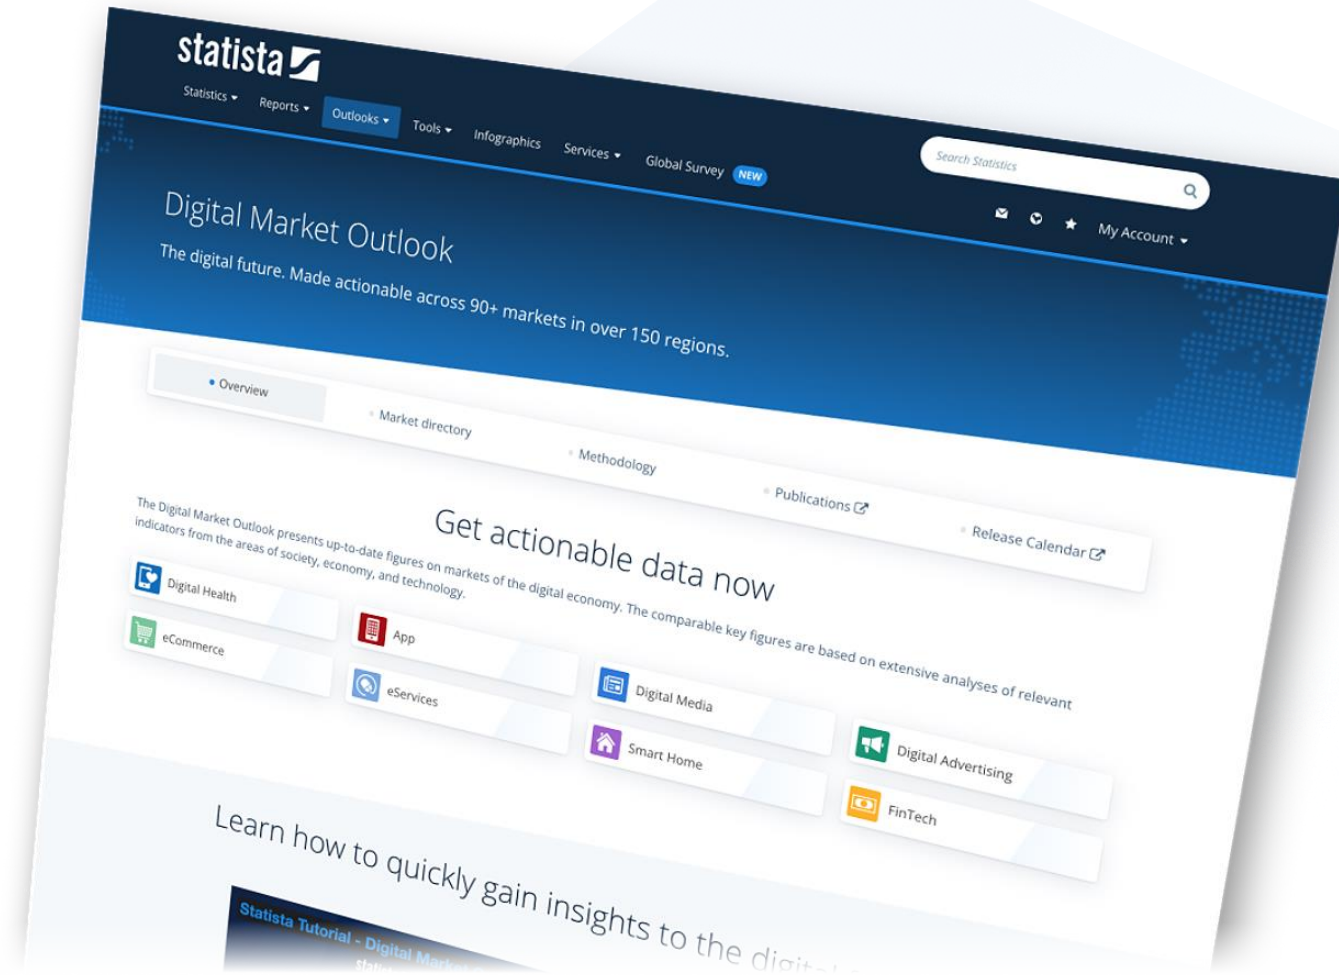 statista
Statistics
Reports
Outlooks
Tools
Infographics
Services
Global Survey NEW
Search Statistics
My Account
Digital Market Outlook
The digital future. Made actionable across 90+ markets in over 150 regions.
Overview
Market directory
Methodology
Publications
Release Calendar
Get actionable data now
The Digital Market Outlook presents up-to-date figures on markets of the digital economy. The comparable key figures are based on extensive analyses of relevant
indicators from the areas of society, economy, and technology.
Digital Health
App
Digital Media
Digital Advertising
eCommerce
eServices
Smart Home
FinTech
Learn how to quickly gain insights to the digital
Statista Tutorial - Digital Market